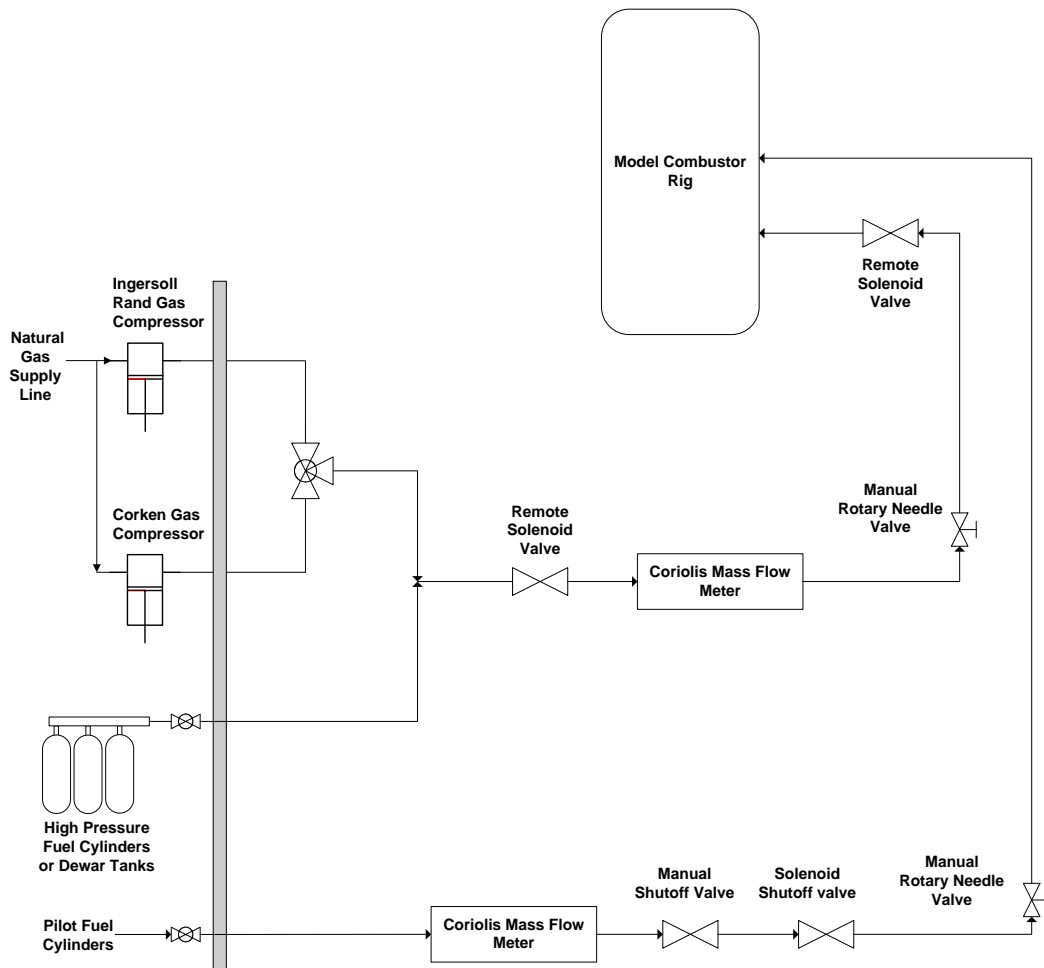 Model Combustor
Rig
Remote
Solenoid
Valve
Ingersoll
Rand Gas
Compressor
Natural
Gas
Supply
Line
Corken Gas
Compressor
Remote
Solenoid
Valve
Coriolis Mass Flow
Meter
Manual
Rotary Needle
Valve
High Pressure
Fuel Cylinders
or Dewar Tanks
Pilot Fuel
Cylinders
Coriolis Mass Flow
Meter
Manual
Shutoff Valve
Solenoid
Shutoff valve
Manual
Rotary Needle
Valve